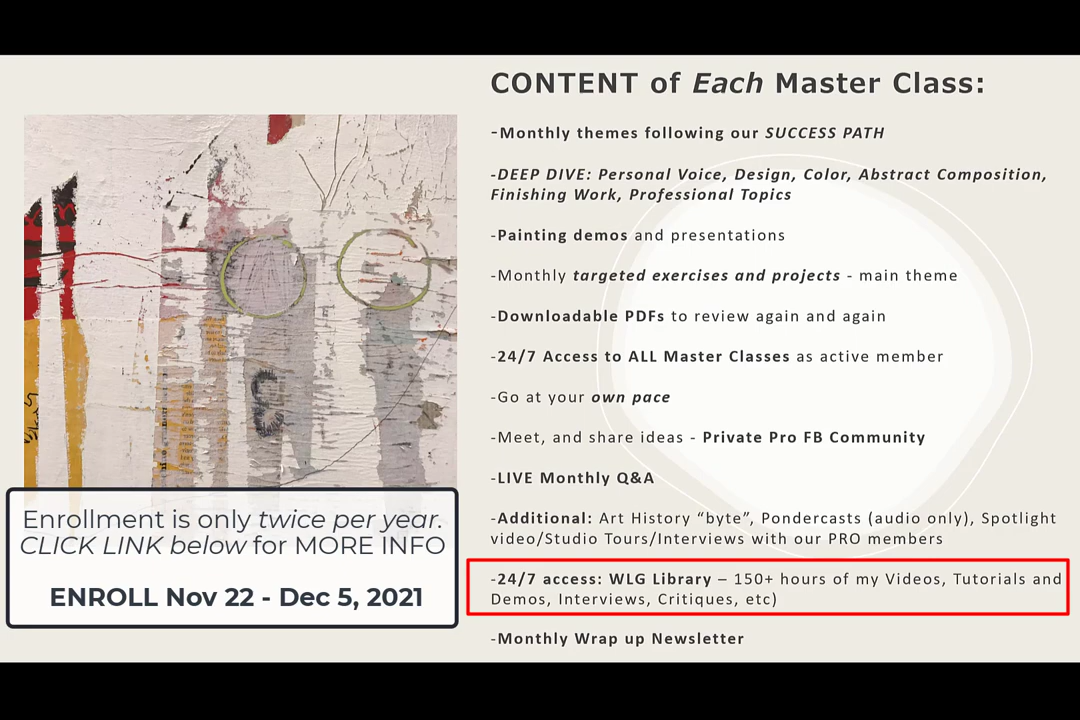 CONTENT of Each Master Class:
-Monthly themes following our SUCCESS PATH
-DEEP DIVE: Personal Voice, Design, Color, Abstract Composition,
Finishing Work, Professional Topics
-Painting demos and presentations
-Monthly targeted exercises and projects - main theme
-Downloadable PDFs to review again and again
-24/7 Access to ALL Master Classes as active member
-Go at your own pace
-Meet, and share ideas - Private Pro FB Community
-LIVE Monthly Q&A
-Additional: Art History “byte”, Pondercasts (audio only), Spotlight
video/Studio Tours/Interviews with our PRO members
-24/7 access: WLG Library – 150+ hours of my Videos, Tutorials and
Demos, Interviews, Critiques, etc)
-Monthly Wrap up Newsletter
Enrollment is only twice per year.
CLICK LINK below for MORE INFO
ENROLL Nov 22 - Dec 5, 2021